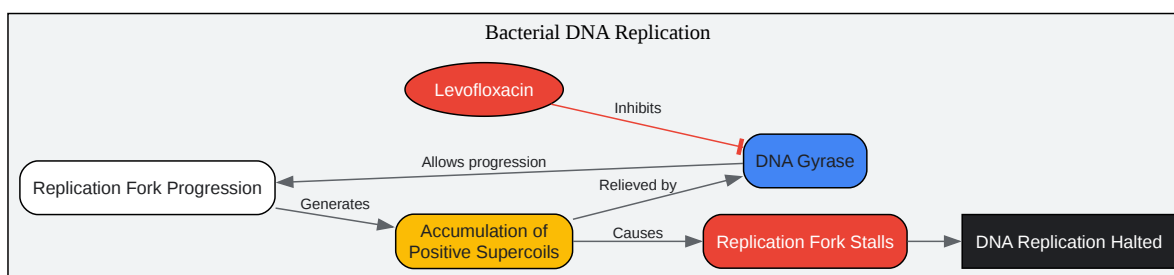 Bacterial DNA Replication
Levofloxacin
Inhibits
DNA Gyrase
Allows progression
Replication Fork Progression
Relieved by
Generates
Accumulation of
Positive Supercoils
Causes
Replication Fork Stalls
DNA Replication Halted